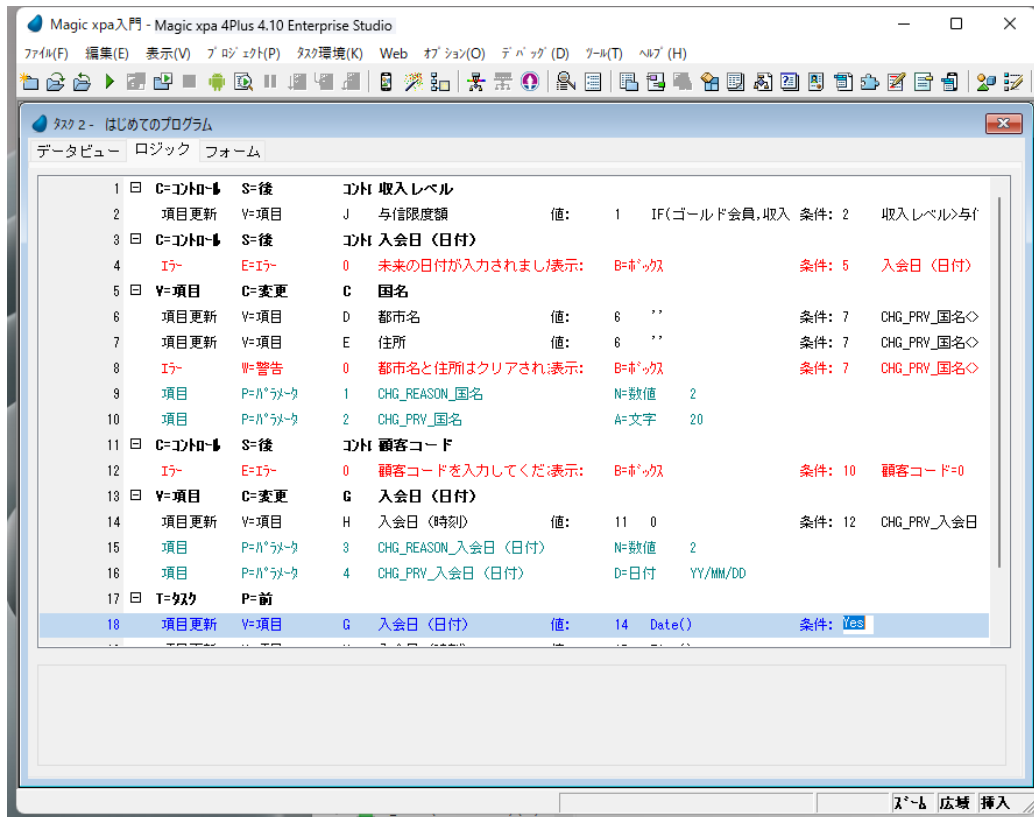 Magic xpa入門 - Magic xpa 4Plus 4.10 Enterprise Studio
ファイル(F) 編集(E) 表示(V) プロジェクト(P) タスク環境(K) Web オプション(O) デバッグ(D) ツール(T) ヘルプ(H)
タスク 2 - はじめてのプログラム
データビュー ロジック フォーム
1 C=コントロール S=後 コントロ 収入レベル
2 項目更新 V=項目 J 与信限度額 値: 1 IF(ゴールド会員,収入 条件: 2 収入レベル>与信
3 C=コントロール S=後 コントロ 入会日（日付）
4 エラー E=エラー 0 未来の日付が入力されまし 表示: B=ボックス 条件: 5 入会日（日付）
5 V=項目 C=変更 C 国名
6 項目更新 V=項目 D 都市名 値: 6 '' 条件: 7 CHG_PRV_国名<>
7 項目更新 V=項目 E 住所 値: 6 '' 条件: 7 CHG_PRV_国名<>
8 エラー W=警告 0 都市名と住所はクリアされ 表示: B=ボックス 条件: 7 CHG_PRV_国名<>
9 項目 P=パラメータ 1 CHG_REASON_国名 N=数値 2
10 項目 P=パラメータ 2 CHG_PRV_国名 A=文字 20
11 C=コントロール S=後 コントロ 顧客コード
12 エラー E=エラー 0 顧客コードを入力してくだ 表示: B=ボックス 条件: 10 顧客コード=0
13 V=項目 C=変更 G 入会日（日付）
14 項目更新 V=項目 H 入会日（時刻） 値: 11 0 条件: 12 CHG_PRV_入会日
15 項目 P=パラメータ 3 CHG_REASON_入会日（日付） N=数値 2
16 項目 P=パラメータ 4 CHG_PRV_入会日（日付） D=日付 YY/MM/DD
17 T=タスク P=前
18 項目更新 V=項目 G 入会日（日付） 値: 14 Date() 条件: Yes
ズーム 広域 挿入